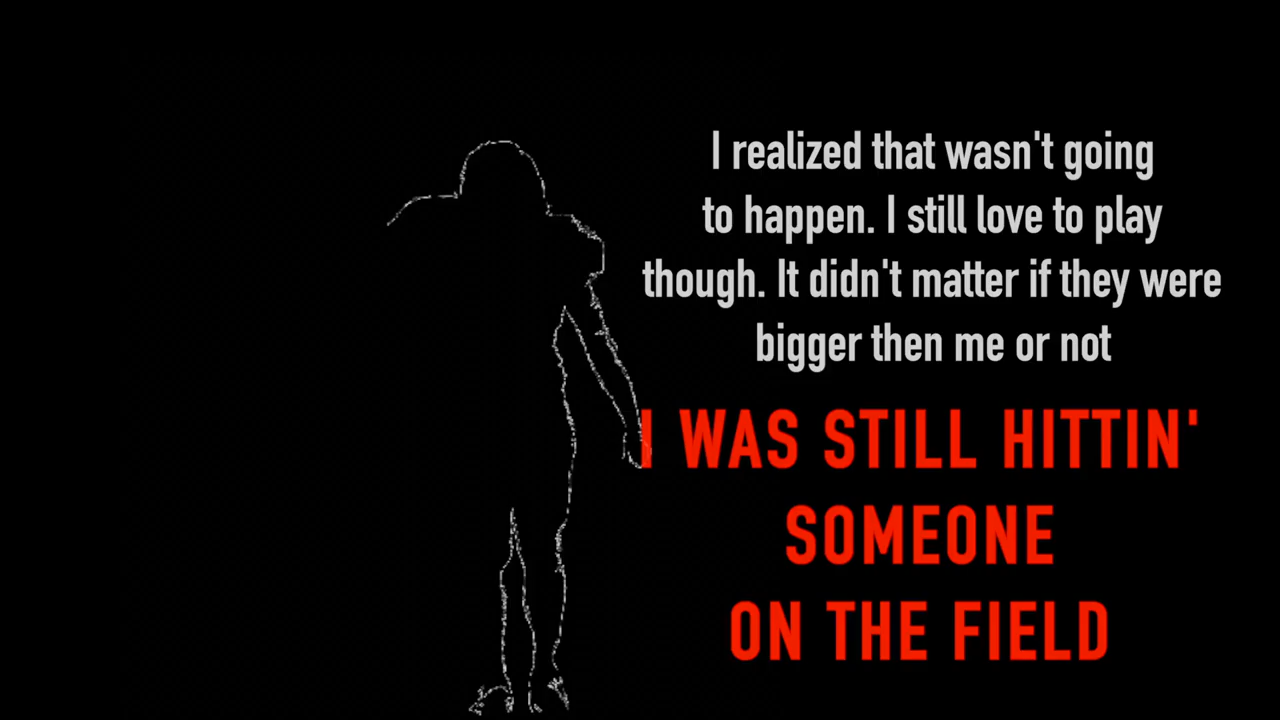 I realized that wasn't going
to happen. I still love to play
though. It didn't matter if they were
bigger then me or not
I WAS STILL HITTIN'
SOMEONE
ON THE FIELD